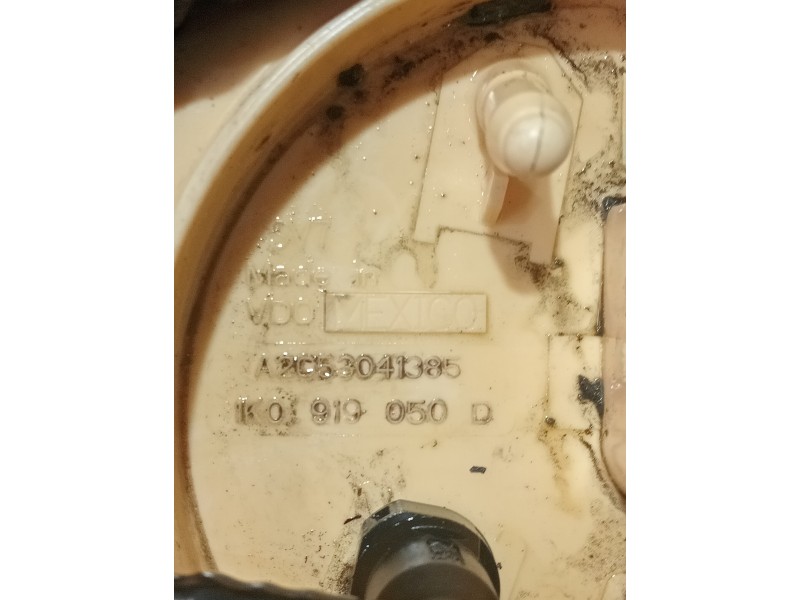 Made in
VDO MEXICO
A2C53041385
1K0 919 050 D